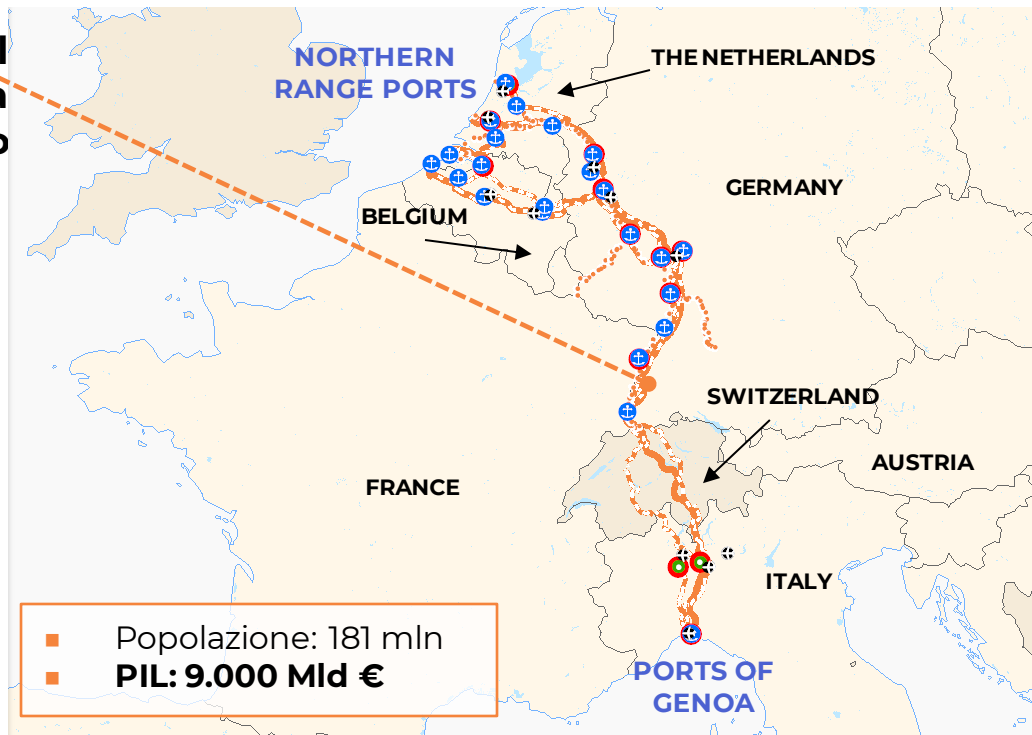 NORTHERN
RANGE PORTS
THE NETHERLANDS
GERMANY
BELGIUM
SWITZERLAND
AUSTRIA
FRANCE
ITALY
▪ Popolazione: 181 mln
▪ PIL: 9.000 Mld €
PORTS OF
GENOA